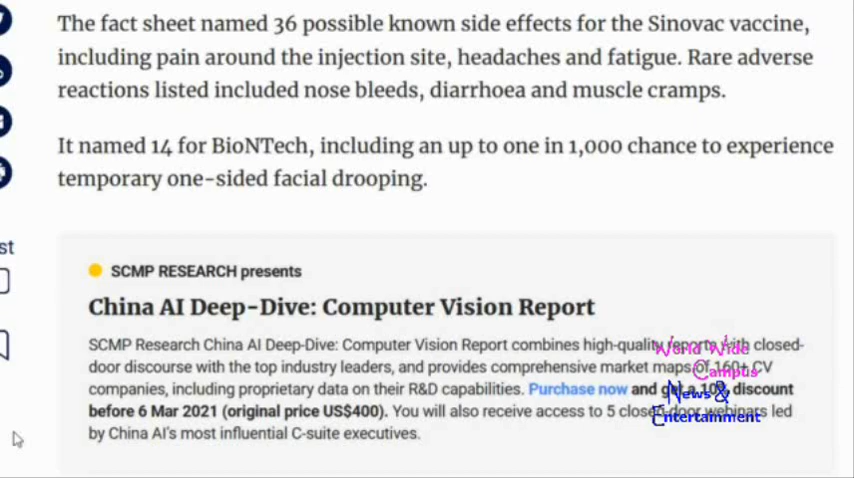 The fact sheet named 36 possible known side effects for the Sinovac vaccine,
including pain around the injection site, headaches and fatigue. Rare adverse
reactions listed included nose bleeds, diarrhoea and muscle cramps.
It named 14 for BioNTech, including an up to one in 1,000 chance to experience
temporary one-sided facial drooping.
st
SCMP RESEARCH presents
China AI Deep-Dive: Computer Vision Report
SCMP Research China AI Deep-Dive: Computer Vision Report combines high-quality reports with closed-
door discourse with the top industry leaders, and provides comprehensive market maps of 160+ CV
companies, including proprietary data on their R&D capabilities. Purchase now and get a 10% discount
before 6 Mar 2021 (original price US$400). You will also receive access to 5 closed-door webinars led
by China AI's most influential C-suite executives.
World Wide
Campus
News &
Entertainment